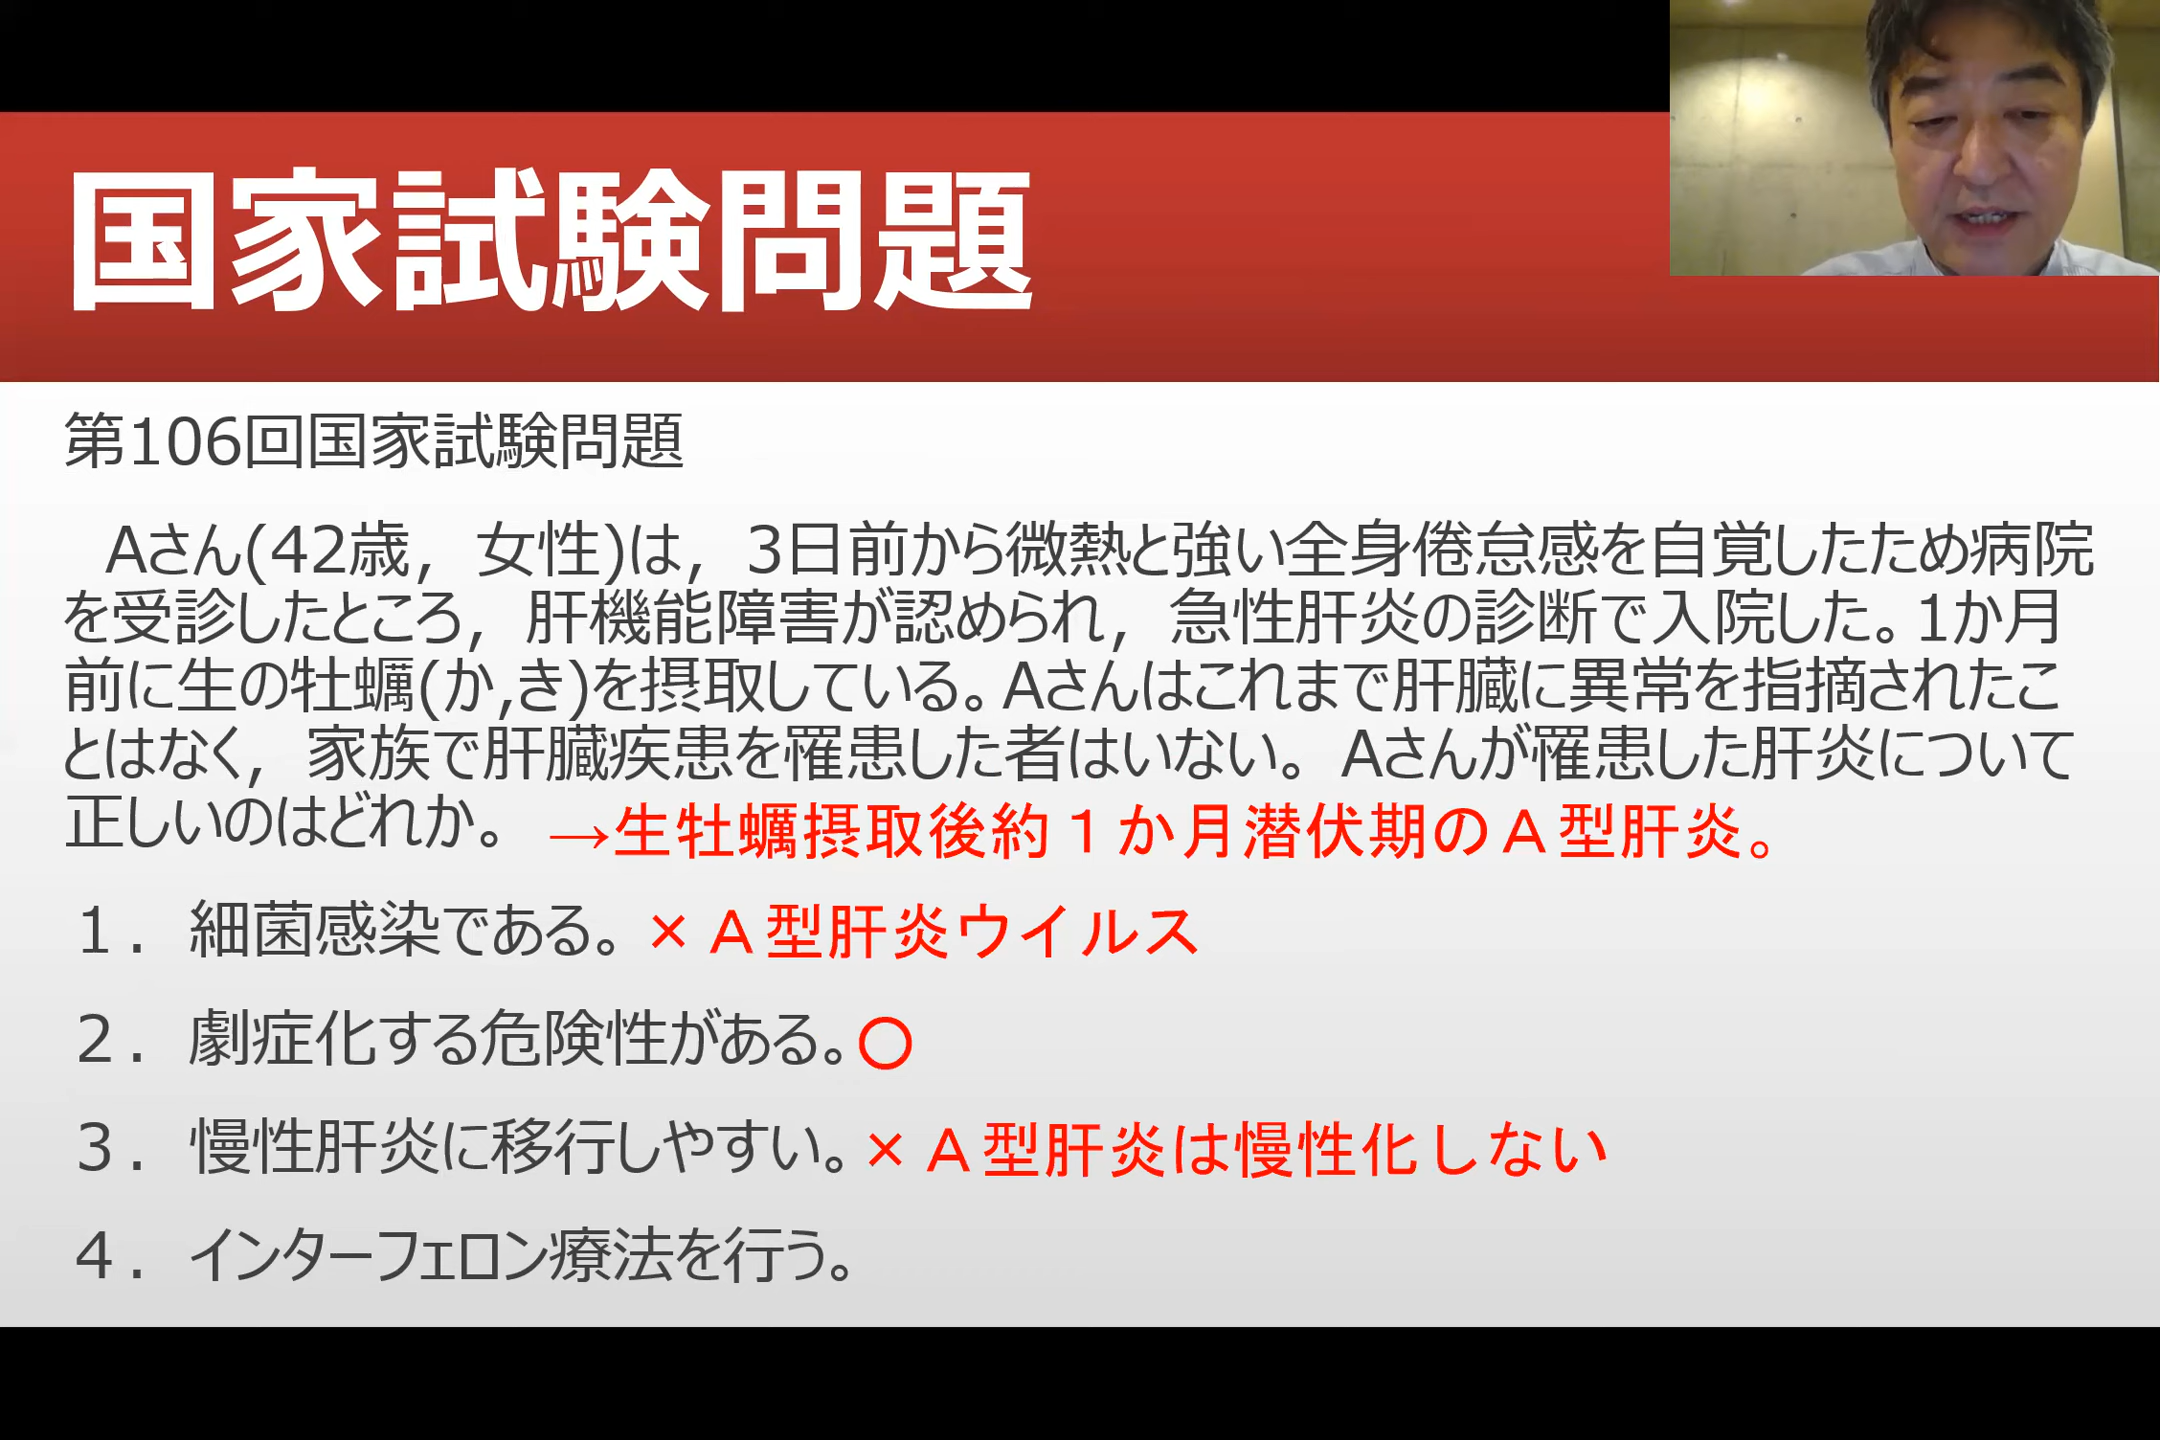 国家試験問題
第106回国家試験問題
Aさん(42歳，女性)は，3日前から微熱と強い全身倦怠感を自覚したため病院
を受診したところ，肝機能障害が認められ，急性肝炎の診断で入院した。1か月
前に生の牡蠣(か,き)を摂取している。Aさんはこれまで肝臓に異常を指摘されたこ
とはなく，家族で肝臓疾患を罹患した者はいない。Aさんが罹患した肝炎について
正しいのはどれか。 →生牡蠣摂取後約１か月潜伏期のＡ型肝炎。
１．細菌感染である。× Ａ型肝炎ウイルス
２．劇症化する危険性がある。〇
３．慢性肝炎に移行しやすい。× Ａ型肝炎は慢性化しない
４．インターフェロン療法を行う。